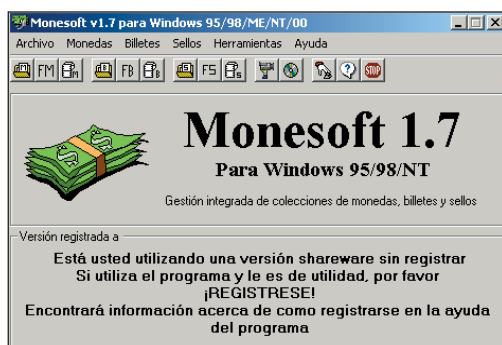 Monesoft v1.7 para Windows 95/98/ME/NT/00
Archivo Monedas Billetes Sellos Herramientas Ayuda
M FM M B FB B S FS S STOP
Monesoft 1.7
Para Windows 95/98/NT
Gestión integrada de colecciones de monedas, billetes y sellos
Versión registrada a
Está usted utilizando una versión shareware sin registrar
Si utiliza el programa y le es de utilidad, por favor
¡REGISTRESE!
Encontrará información acerca de como registrarse en la ayuda
del programa